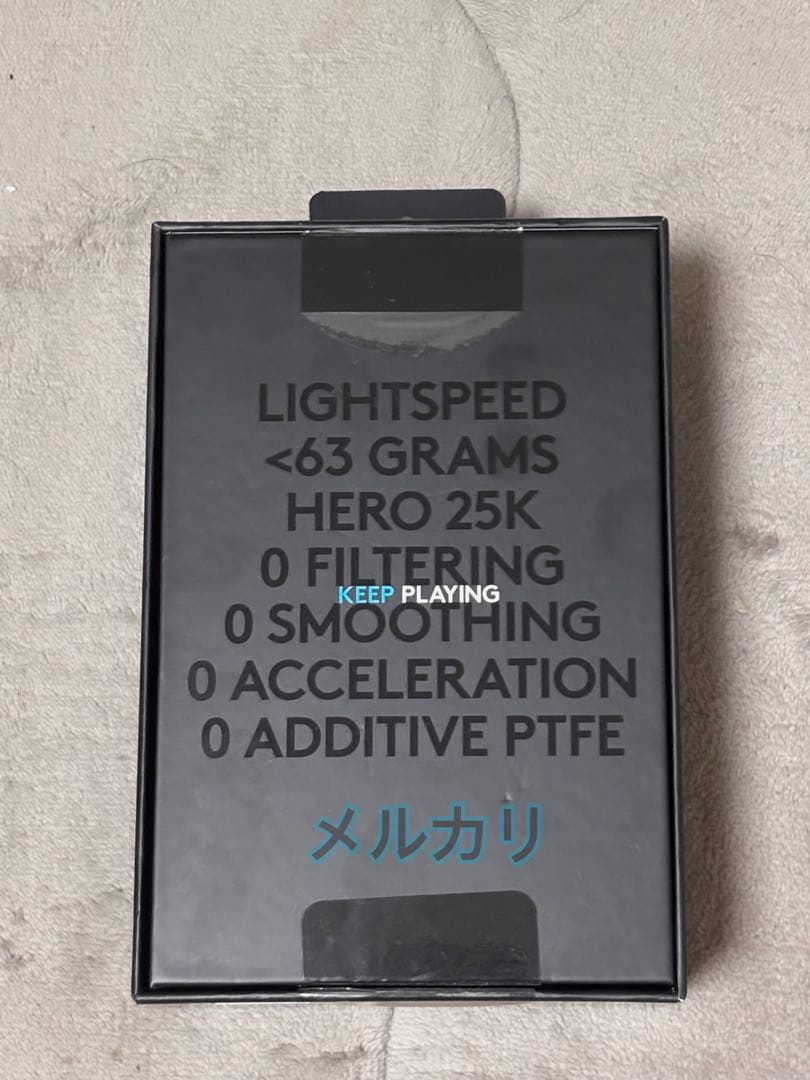 LIGHTSPEED
<63 GRAMS
HERO 25K
0 FILTERING
KEEP PLAYING
0 SMOOTHING
0 ACCELERATION
0 ADDITIVE PTFE
メルカリ